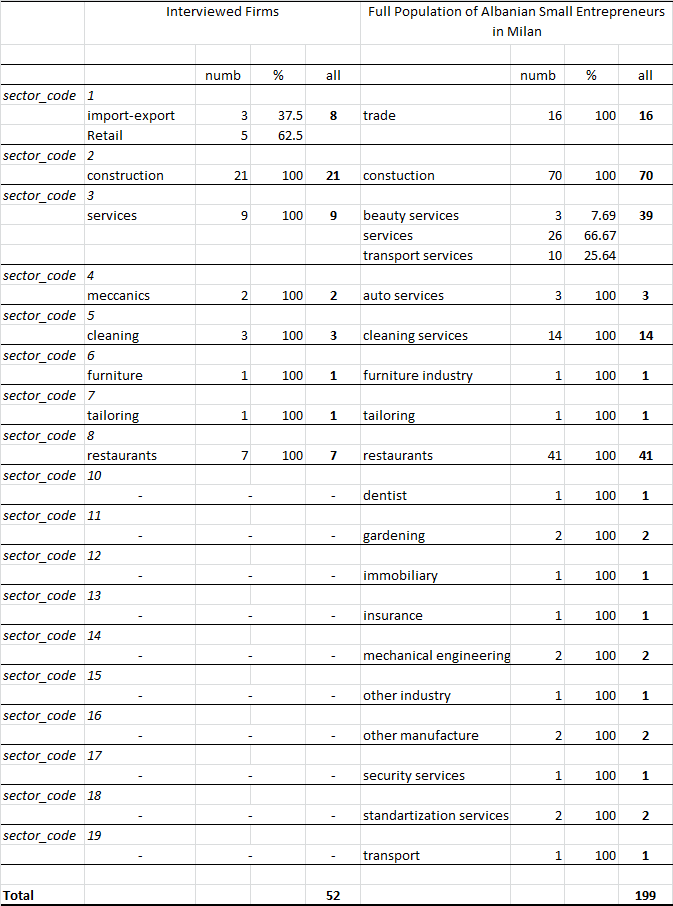 Interviewed Firms Full Population of Albanian Small Entrepreneurs
in Milan
numb % all numb % all
sector_code 1
import-export 3 37.5 8 trade 16 100 16
Retail 5 62.5
sector_code 2
construction 21 100 21 constuction 70 100 70
sector_code 3
services 9 100 9 beauty services 3 7.69 39
services 26 66.67
transport services 10 25.64
sector_code 4
meccanics 2 100 2 auto services 3 100 3
sector_code 5
cleaning 3 100 3 cleaning services 14 100 14
sector_code 6
furniture 1 100 1 furniture industry 1 100 1
sector_code 7
tailoring 1 100 1 tailoring 1 100 1
sector_code 8
restaurants 7 100 7 restaurants 41 100 41
sector_code 10
- - - dentist 1 100 1
sector_code 11
- - - gardening 2 100 2
sector_code 12
- - - immobiliary 1 100 1
sector_code 13
- - - insurance 1 100 1
sector_code 14
- - - mechanical engineering 2 100 2
sector_code 15
- - - other industry 1 100 1
sector_code 16
- - - other manufacture 2 100 2
sector_code 17
- - - security services 1 100 1
sector_code 18
- - - standartization services 2 100 2
sector_code 19
- - - transport 1 100 1
Total 52 199